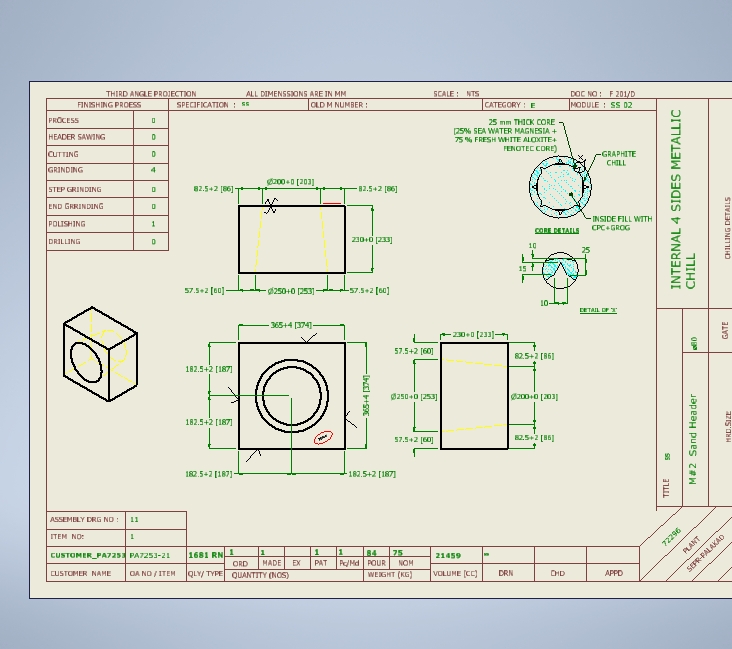 THIRD ANGLE PROJECTION ALL DIMENSSIONS ARE IN MM SCALE : NTS DOC NO : F 201/D
FINISHING PROESS SPECIFICATION : SS OLD M NUMBER : CATEGORY : E MODULE : SS 02
PROCESS 0
HEADER SAWING 0
CUTTING 0
GRINDING 4
STEP GRINDING 0
END GRRINDING 0
POLISHING 1
DRILLING 0
25 mm THICK CORE
(25% SEA WATER MAGNESIA +
75 % FRESH WHITE ALOXITE+
FENOTEC CORE)
GRAPHITE
CHILL
INSIDE FILL WITH
CPC+GROG
CORE DETAILS
Ø200+0 [203]
82.5+2 [86] 82.5+2 [86]
230+0 [233]
57.5+2 [60] Ø250+0 [253] 57.5+2 [60]
10 25
15
10
DETAIL OF 'X'
365+4 [374]
182.5+2 [187]
182.5+2 [187]
365+4 [374]
182.5+2 [187] 182.5+2 [187]
230+0 [233]
57.5+2 [60] 82.5+2 [86]
Ø250+0 [253] Ø200+0 [203]
57.5+2 [60] 82.5+2 [86]
INTERNAL 4 SIDES METALLIC
CHILL
CHILLING DETAILS
ø80
GATE
TITLE SS
M#2 Sand Header
HRD.SIZE
72296
PLANT
SEPR-PALAKAD
ASSEMBLY DRG NO : 11
ITEM NO: 1
CUSTOMER_PA7253 PA7253-21 1681 RN 1 1 1 1 84 75 21459 =
ORD MADE EX PAT Pc/Md POUR NOM
CUSTOMER NAME OA NO / ITEM QLY/ TYPE QUANTITY (NOS) WEIGHT (KG) VOLUME (CC) DRN CHD APPD